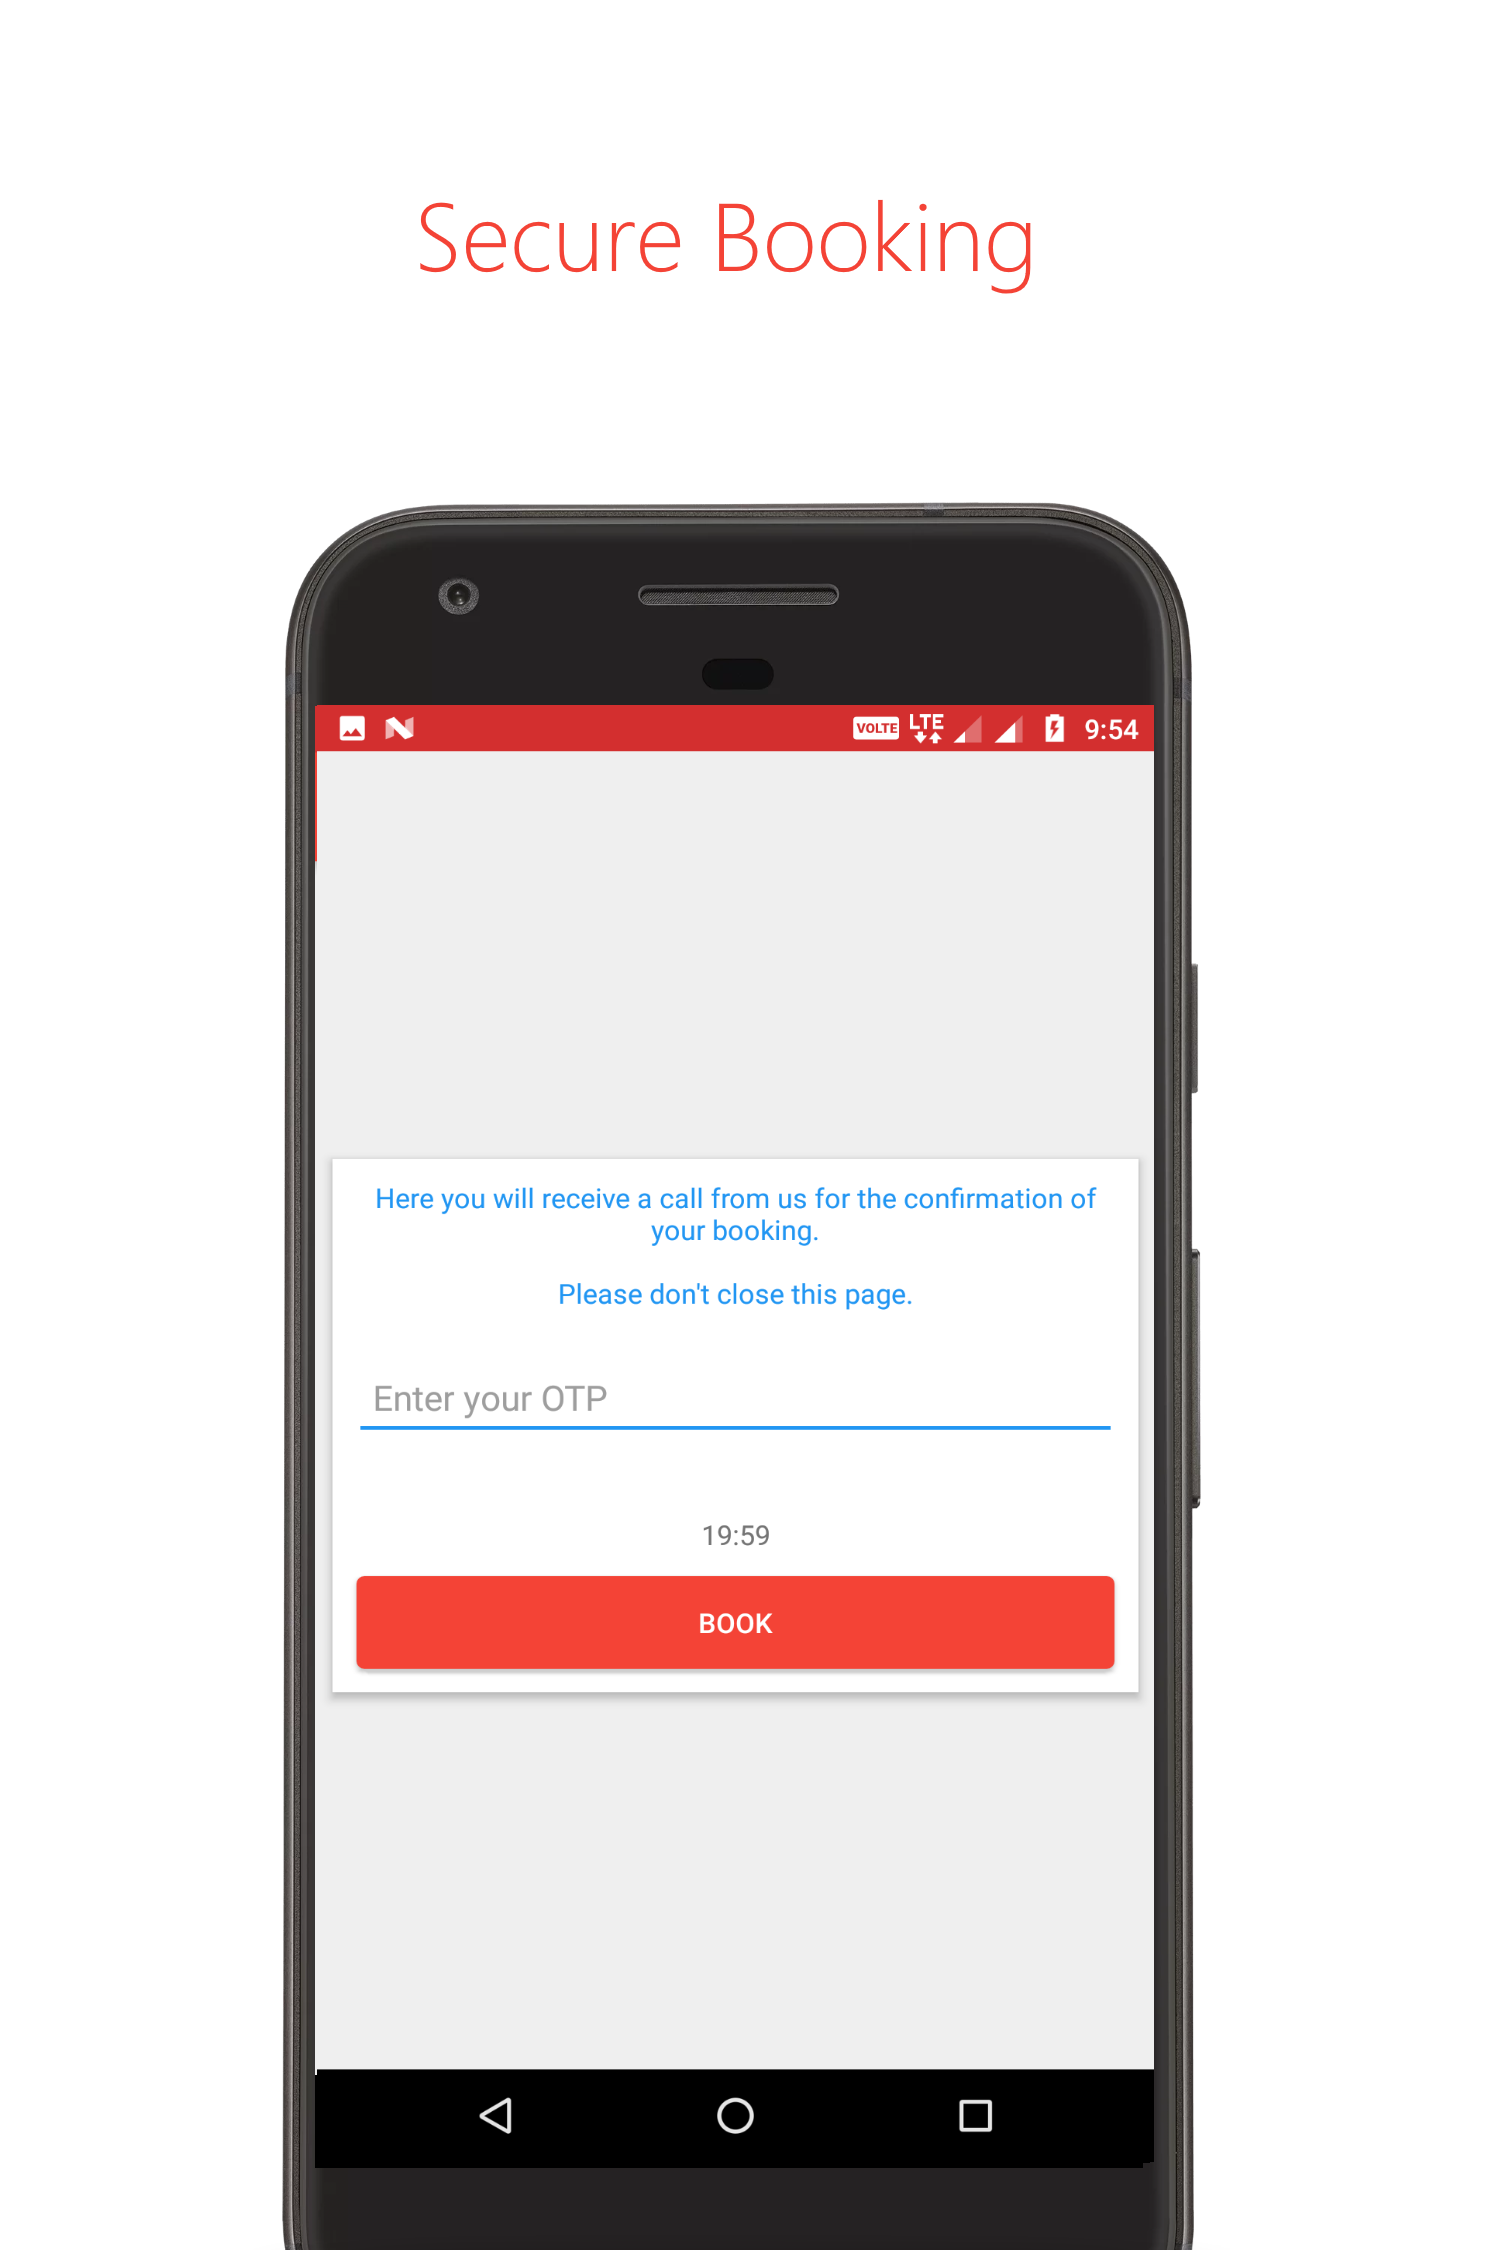 Secure Booking
VOLTE LTE 9:54
Here you will receive a call from us for the confirmation of
your booking.
Please don't close this page.
Enter your OTP
19:59
BOOK